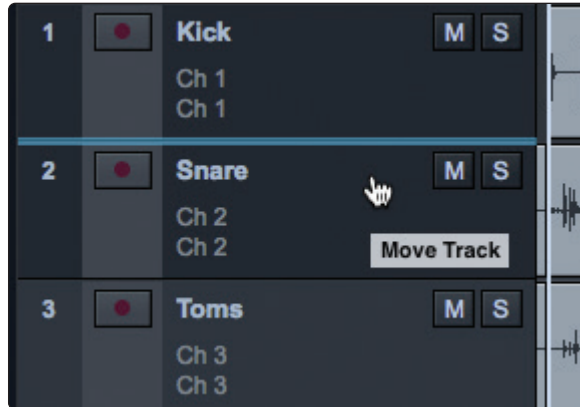 1 Kick M S
Ch 1
Ch 1
2 Snare M S
Ch 2
Ch 2
Move Track
3 Toms M S
Ch 3
Ch 3